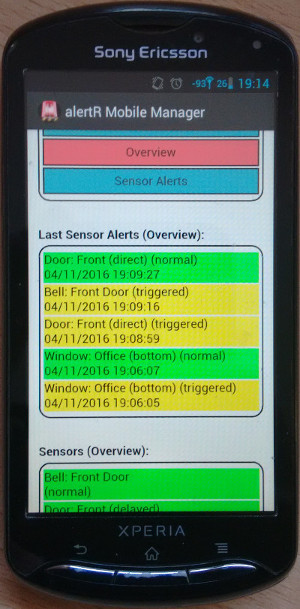 Sony Ericsson
-93 26 19:14
alertR Mobile Manager
Overview
Sensor Alerts
Last Sensor Alerts (Overview):
Door: Front (direct) (normal)
04/11/2016 19:09:27
Bell: Front Door (triggered)
04/11/2016 19:09:16
Door: Front (direct) (triggered)
04/11/2016 19:08:59
Window: Office (bottom) (normal)
04/11/2016 19:06:07
Window: Office (bottom) (triggered)
04/11/2016 19:06:05
Sensors (Overview):
Bell: Front Door
(normal)
Door: Front (delayed)
XPERIA